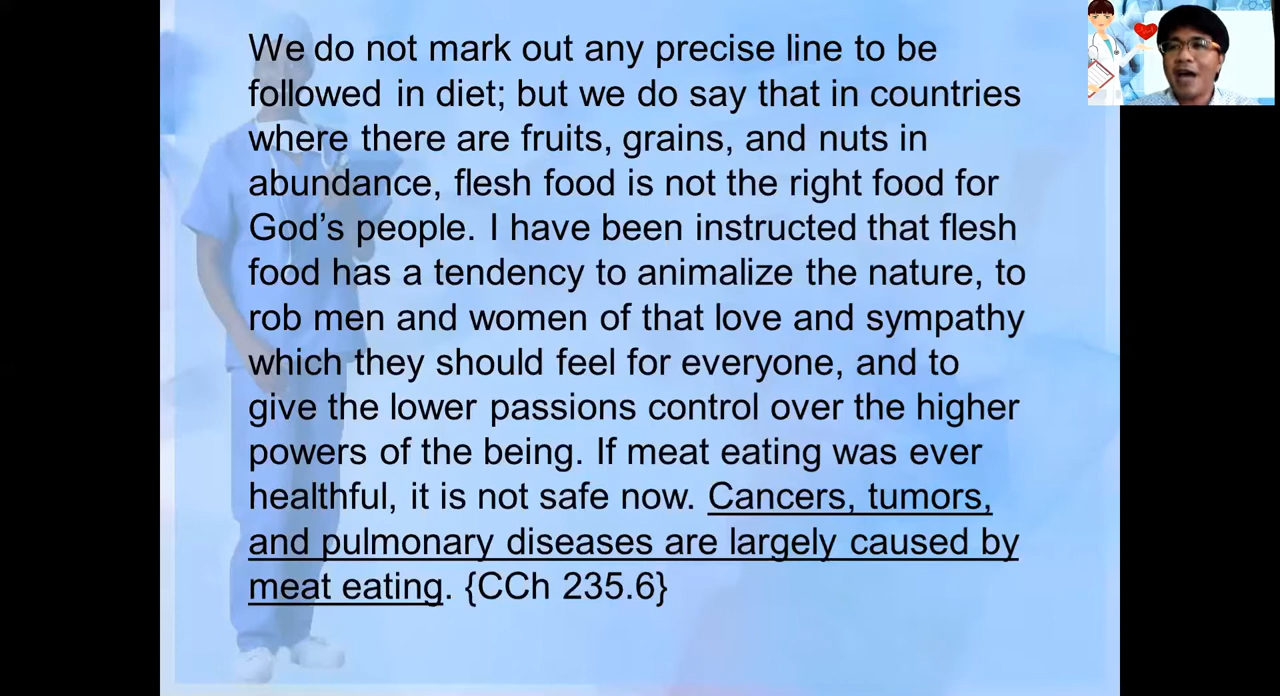 We do not mark out any precise line to be
followed in diet; but we do say that in countries
where there are fruits, grains, and nuts in
abundance, flesh food is not the right food for
God’s people. I have been instructed that flesh
food has a tendency to animalize the nature, to
rob men and women of that love and sympathy
which they should feel for everyone, and to
give the lower passions control over the higher
powers of the being. If meat eating was ever
healthful, it is not safe now. Cancers, tumors,
and pulmonary diseases are largely caused by
meat eating. {CCh 235.6}